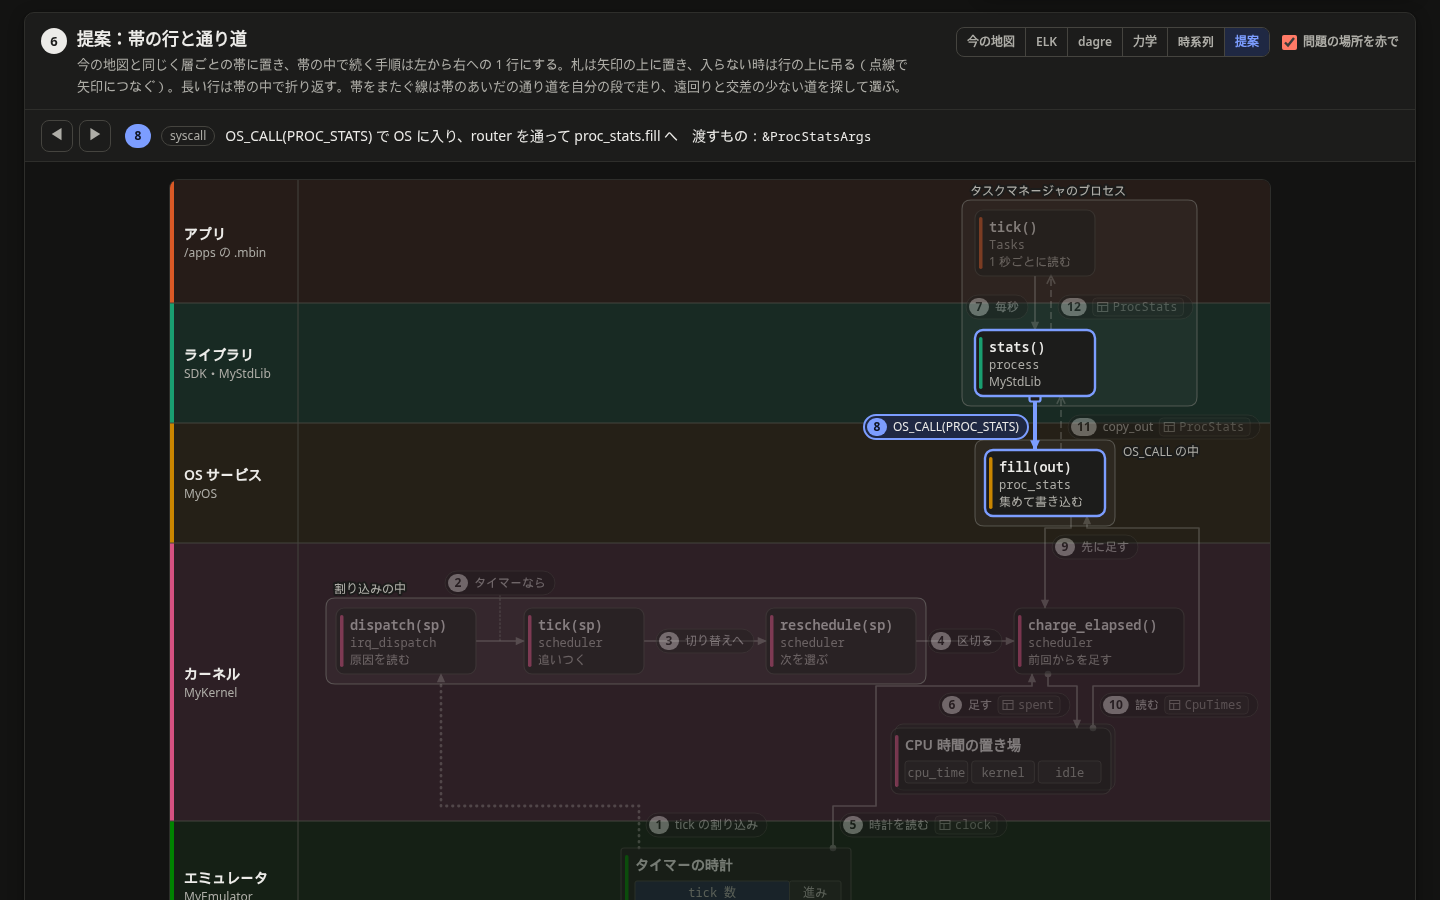 6 提案：帯の行と通り道
今の地図と同じく層ごとの帯に置き、帯の中で続く手順は左から右への 1 行にする。札は矢印の上に置き、入らない時は行の上に吊る（点線で
矢印につなぐ）。長い行は帯の中で折り返す。帯をまたぐ線は帯のあいだの通り道を自分の段で走り、遠回りと交差の少ない道を探して選ぶ。
今の地図 ELK dagre 力学 時系列 提案 問題の場所を赤で
8 syscall OS_CALL(PROC_STATS) で OS に入り、router を通って proc_stats.fill へ 渡すもの：&ProcStatsArgs
タスクマネージャのプロセス
アプリ
/apps の .mbin
tick()
Tasks
1 秒ごとに読む
7 毎秒
12 ProcStats
ライブラリ
SDK・MyStdLib
stats()
process
MyStdLib
8 OS_CALL(PROC_STATS)
11 copy_out ProcStats
OS サービス
MyOS
OS_CALL の中
fill(out)
proc_stats
集めて書き込む
9 先に足す
カーネル
MyKernel
割り込みの中
2 タイマーなら
dispatch(sp)
irq_dispatch
原因を読む
tick(sp)
scheduler
追いつく
3 切り替えへ
reschedule(sp)
scheduler
次を選ぶ
4 区切る
charge_elapsed()
scheduler
前回からを足す
6 足す spent
10 読む CpuTimes
CPU 時間の置き場
cpu_time kernel idle
1 tick の割り込み
5 時計を読む clock
エミュレータ
MyEmulator
タイマーの時計
tick 数 進み